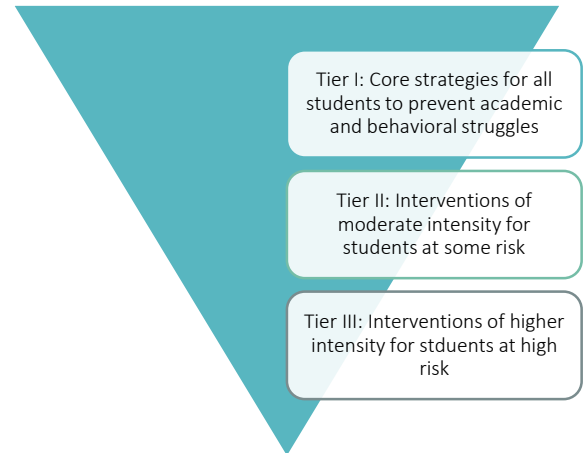 Tier I: Core strategies for all
students to prevent academic
and behavioral struggles
Tier II: Interventions of
moderate intensity for
students at some risk
Tier III: Interventions of higher
intensity for stduents at high
risk